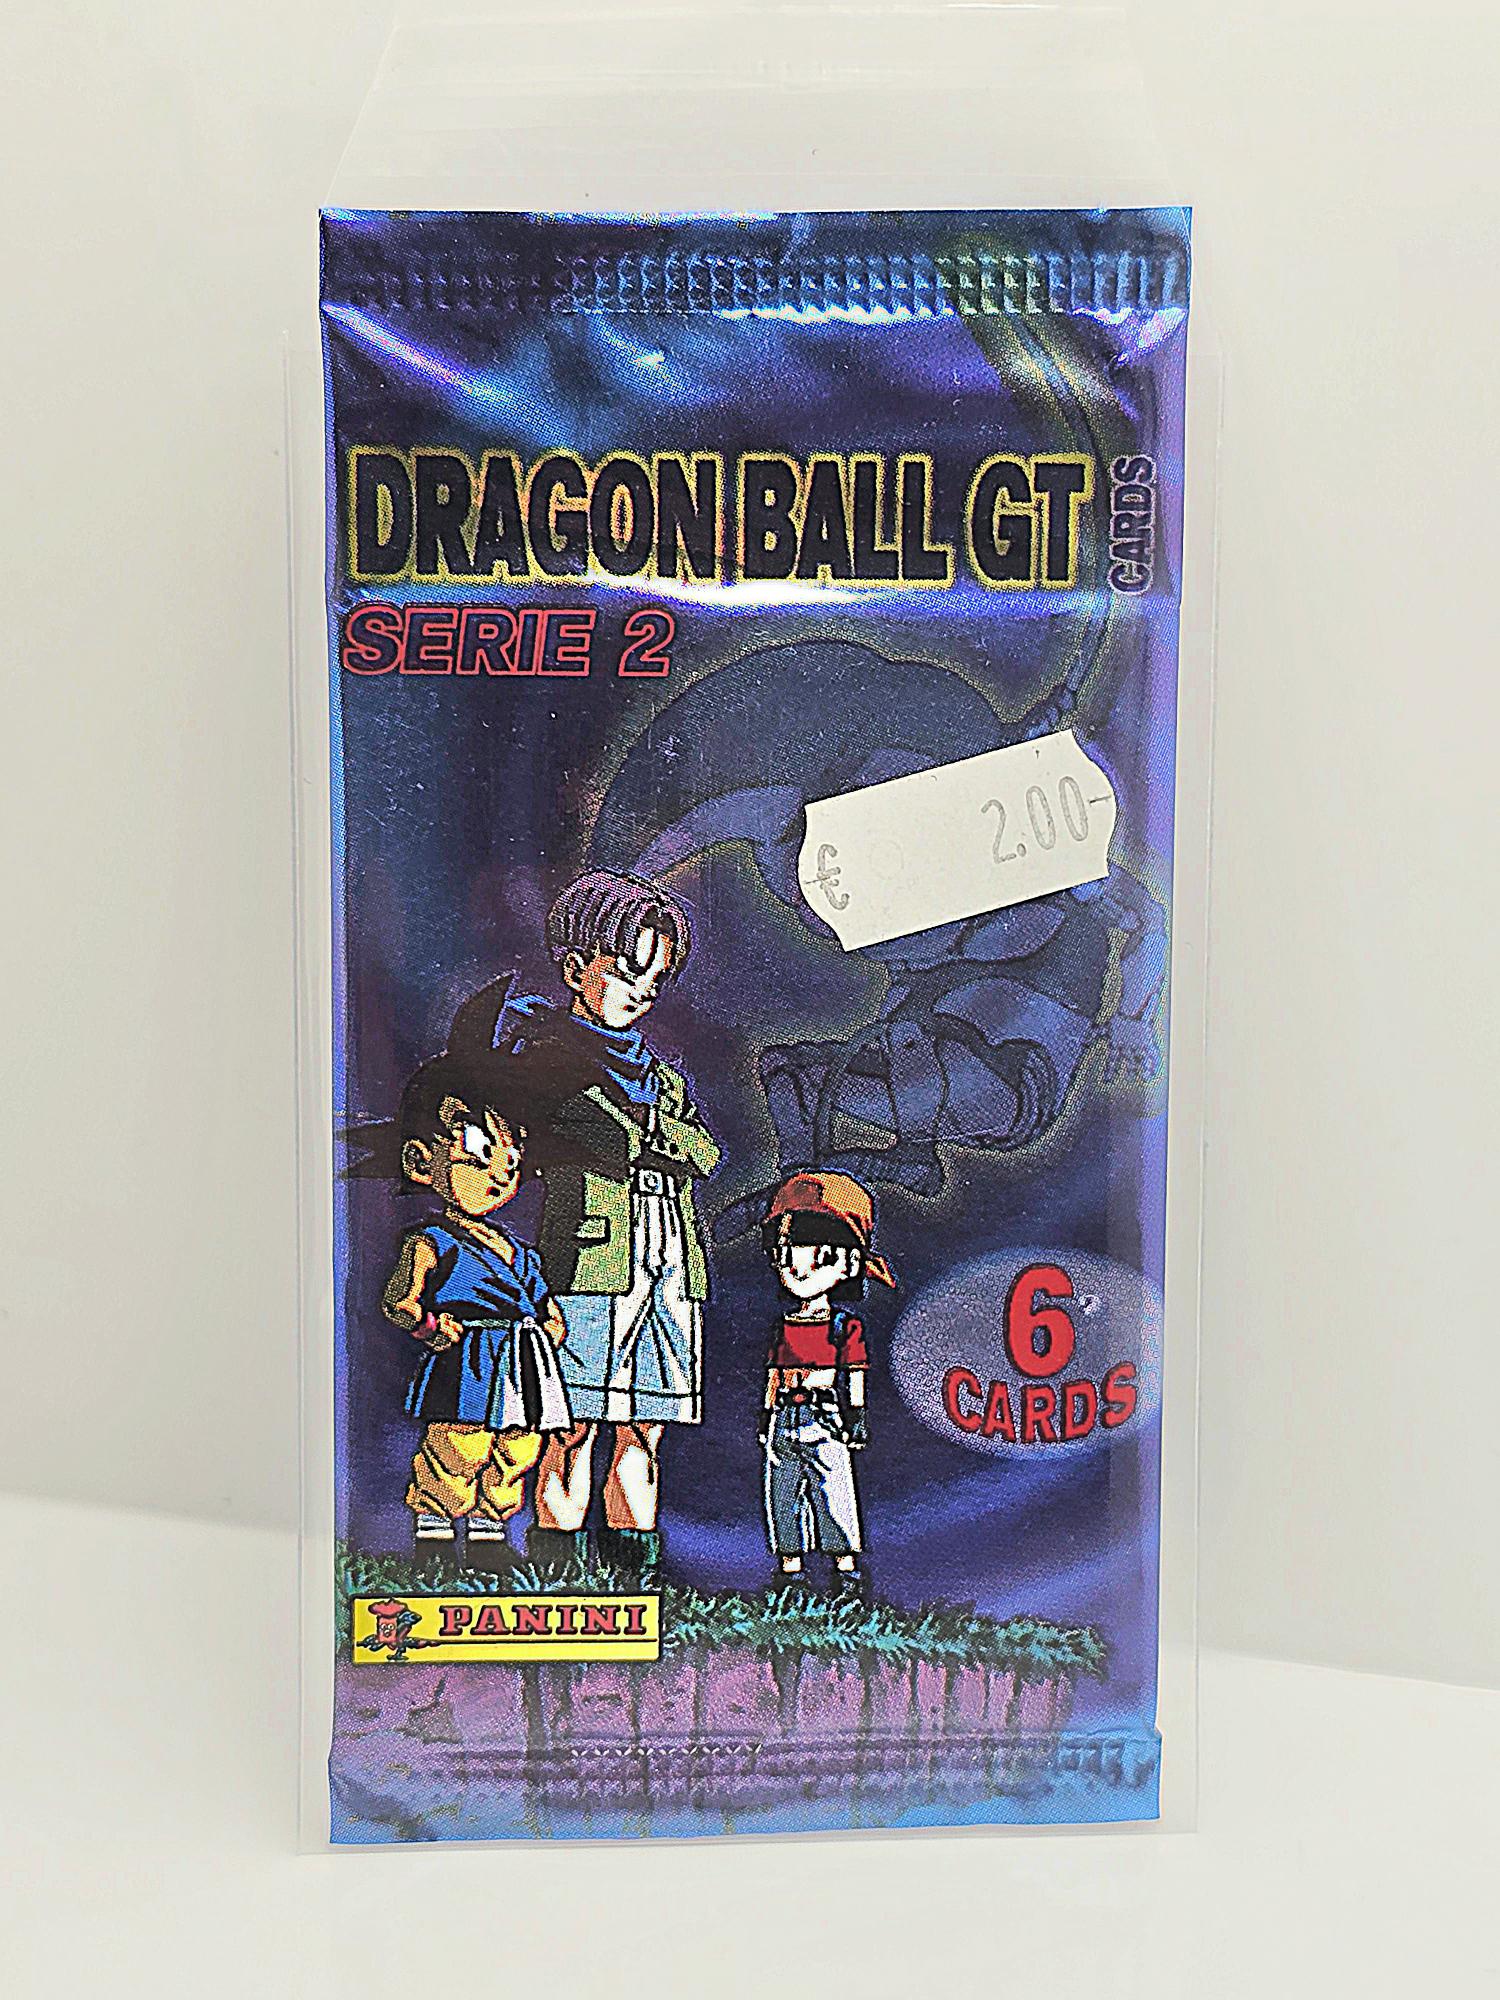 DRAGON BALL GT
CARDS
SERIE 2
€ 2.00
6
CARDS
PANINI